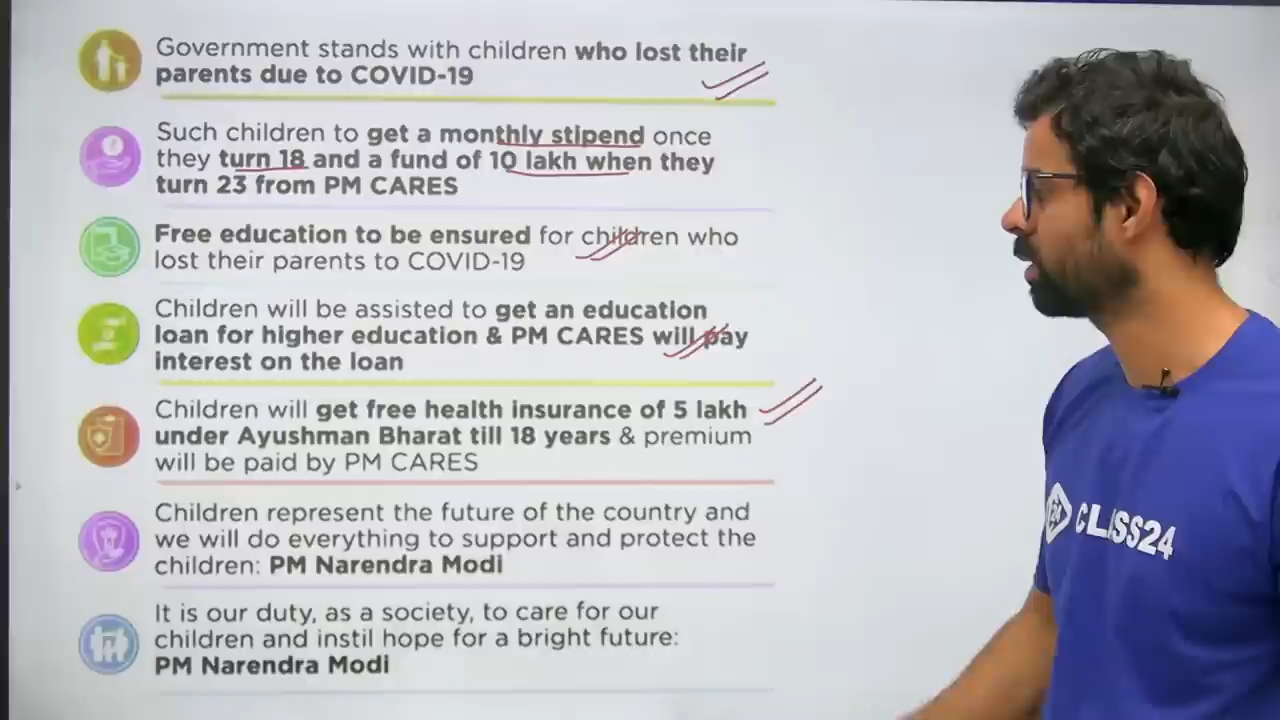 Government stands with children who lost their
parents due to COVID-19
Such children to get a monthly stipend once
they turn 18 and a fund of 10 lakh when they
turn 23 from PM CARES
Free education to be ensured for children who
lost their parents to COVID-19
Children will be assisted to get an education
loan for higher education & PM CARES will pay
interest on the loan
Children will get free health insurance of 5 lakh
under Ayushman Bharat till 18 years & premium
will be paid by PM CARES
Children represent the future of the country and
we will do everything to support and protect the
children: PM Narendra Modi
It is our duty, as a society, to care for our
children and instil hope for a bright future:
PM Narendra Modi
24 CLASS24